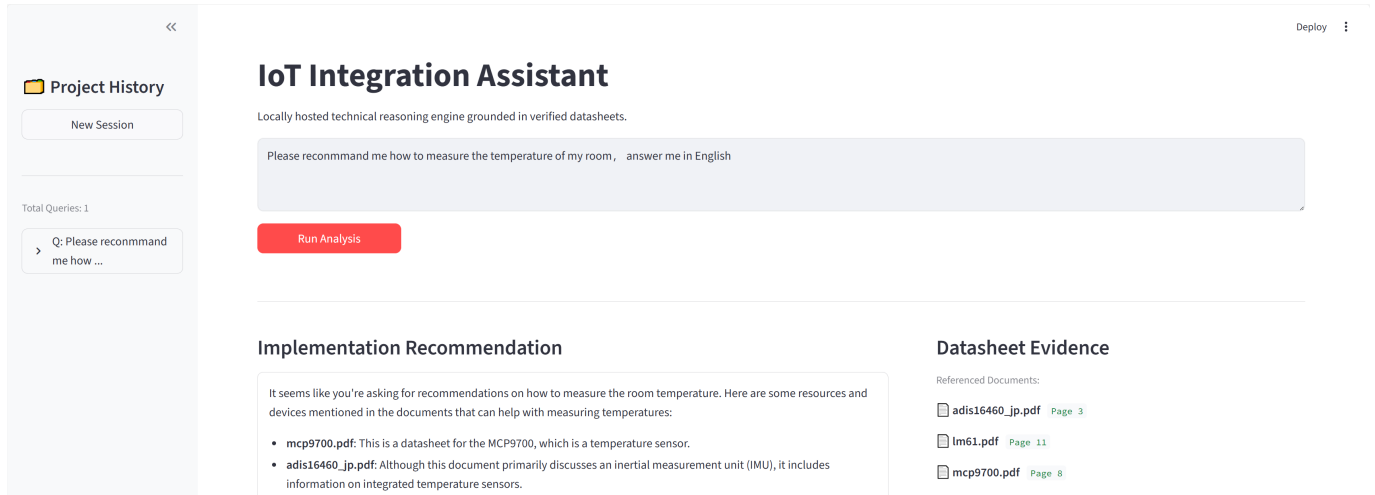 Deploy
Project History
New Session
Total Queries: 1
Q: Please reconmmand
me how ...
IoT Integration Assistant
Locally hosted technical reasoning engine grounded in verified datasheets.
Please reconmmand me how to measure the temperature of my room， answer me in English
Run Analysis
Implementation Recommendation
It seems like you're asking for recommendations on how to measure the room temperature. Here are some resources and
devices mentioned in the documents that can help with measuring temperatures:
• mcp9700.pdf: This is a datasheet for the MCP9700, which is a temperature sensor.
• adis16460_jp.pdf: Although this document primarily discusses an inertial measurement unit (IMU), it includes
information on integrated temperature sensors.
Datasheet Evidence
Referenced Documents:
adis16460_jp.pdf Page 3
lm61.pdf Page 11
mcp9700.pdf Page 8